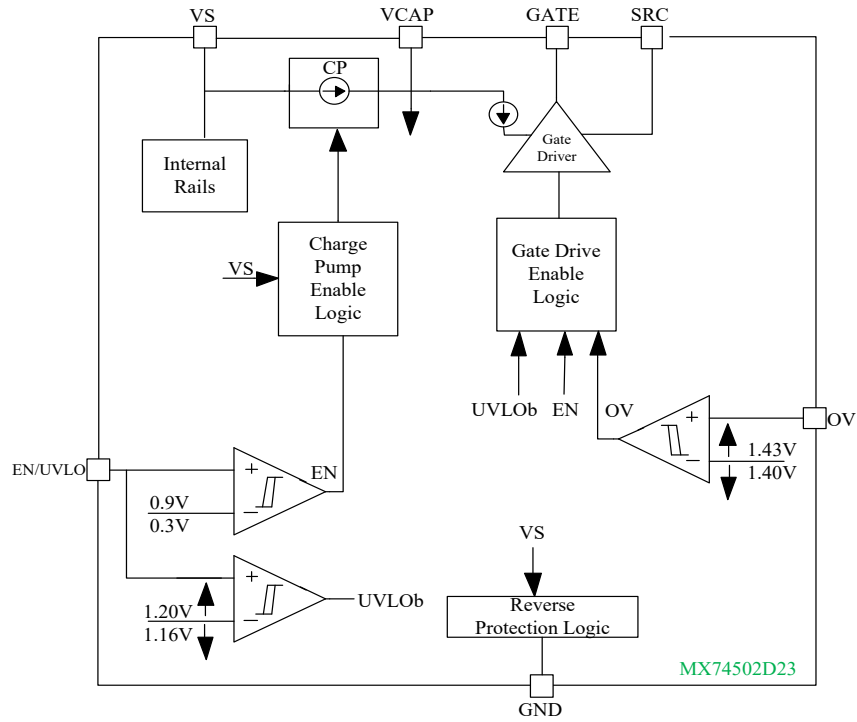 VS
VCAP
GATE
SRC
CP
Internal
Rails
Gate
Driver
Charge
Pump
Enable
Logic
VS
Gate Drive
Enable
Logic
UVLOb
EN
OV
+
−
OV
1.43V
1.40V
EN/UVLO
+
−
EN
0.9V
0.3V
+
−
UVLOb
1.20V
1.16V
VS
Reverse
Protection Logic
MX74502D23
GND